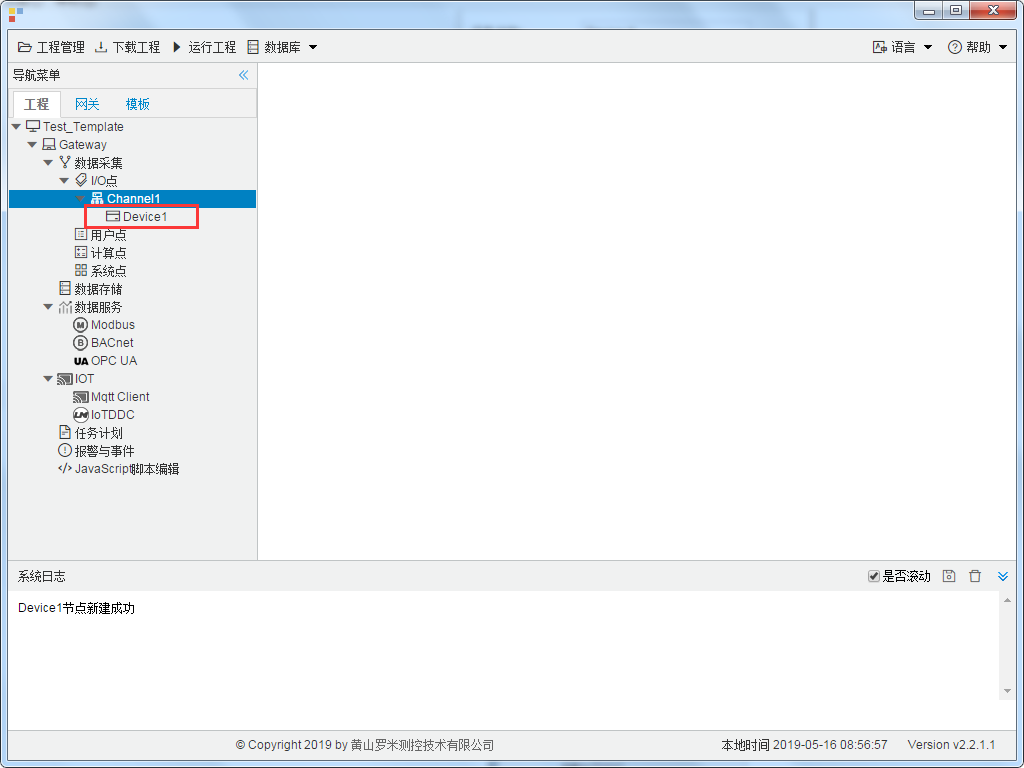 工程管理 下载工程 运行工程 数据库 语言 帮助
导航菜单
工程 网关 模板
Test_Template
Gateway
数据采集
I/O点
Channel1
Device1
用户点
计算点
系统点
数据存储
数据服务
M Modbus
B BACnet
UA OPC UA
IOT
Mqtt Client
IoTDDC
任务计划
报警与事件
</> JavaScript脚本编辑
系统日志 是否滚动
Device1节点新建成功
© Copyright 2019 by 黄山罗米测控技术有限公司 本地时间 2019-05-16 08:56:57 Version v2.2.1.1